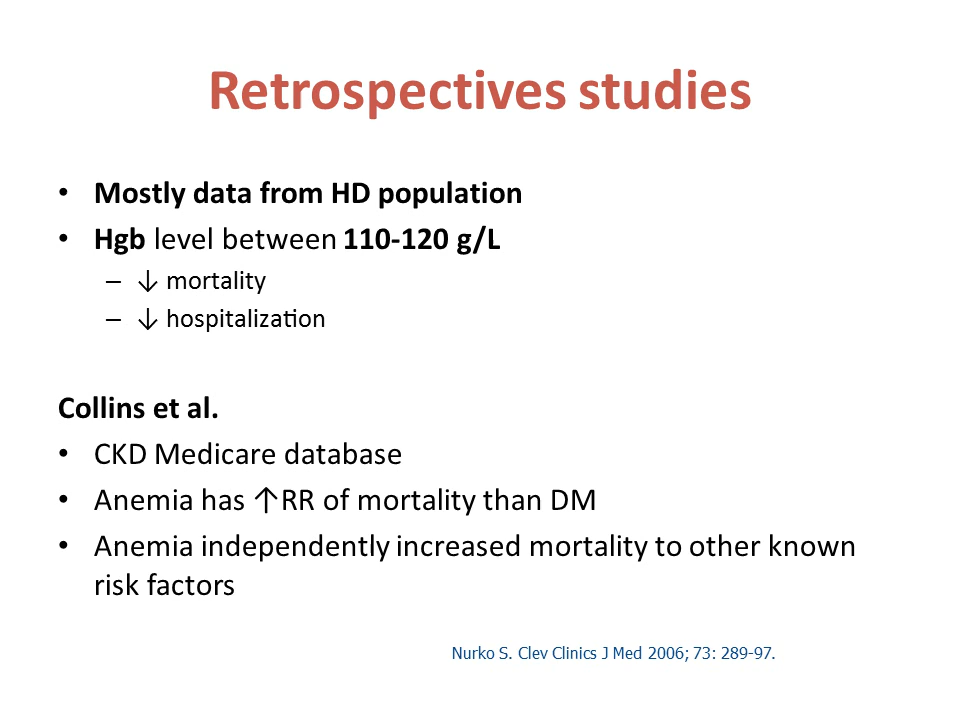 Retrospectives studies
• Mostly data from HD population
• Hgb level between 110-120 g/L
– ↓ mortality
– ↓ hospitalization
Collins et al.
• CKD Medicare database
• Anemia has ↑RR of mortality than DM
• Anemia independently increased mortality to other known
risk factors
Nurko S. Clev Clinics J Med 2006; 73: 289-97.